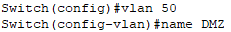 Switch(config)#vlan 50
Switch(config-vlan)#name DMZ